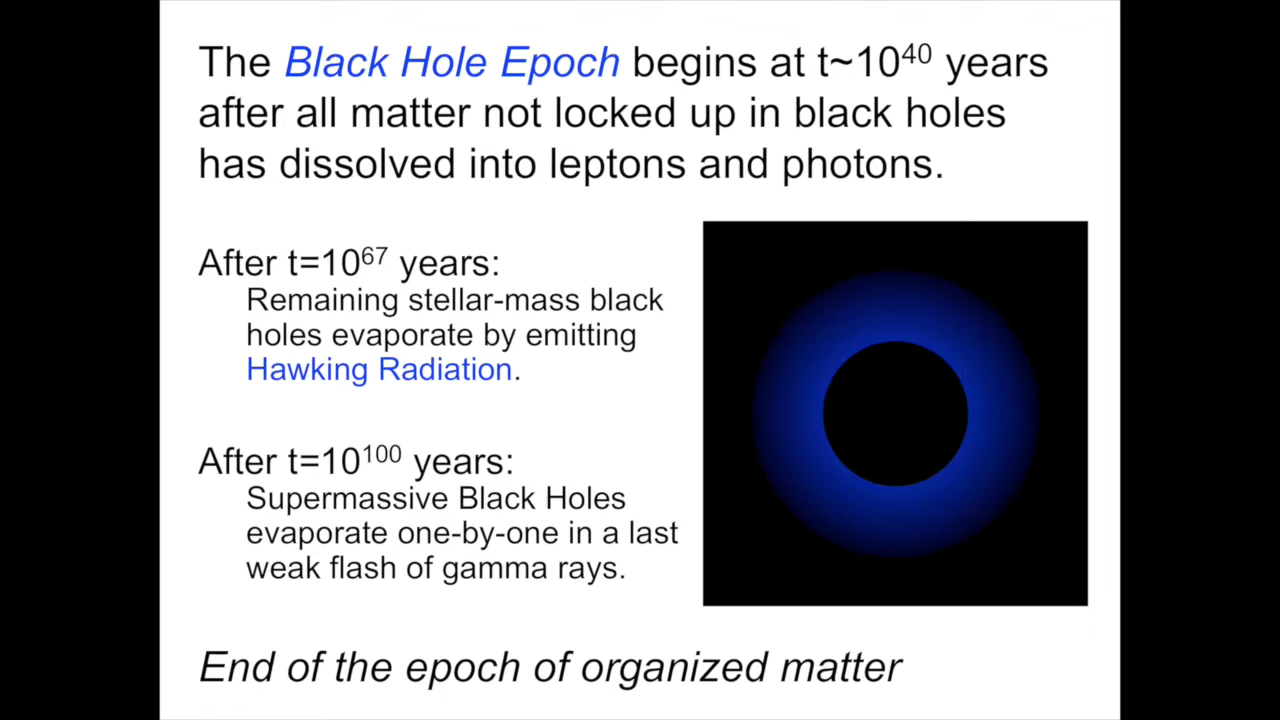 The Black Hole Epoch begins at t~10⁴⁰ years
after all matter not locked up in black holes
has dissolved into leptons and photons.
After t=10⁶⁷ years:
Remaining stellar-mass black
holes evaporate by emitting
Hawking Radiation.
After t=10¹⁰⁰ years:
Supermassive Black Holes
evaporate one-by-one in a last
weak flash of gamma rays.
End of the epoch of organized matter